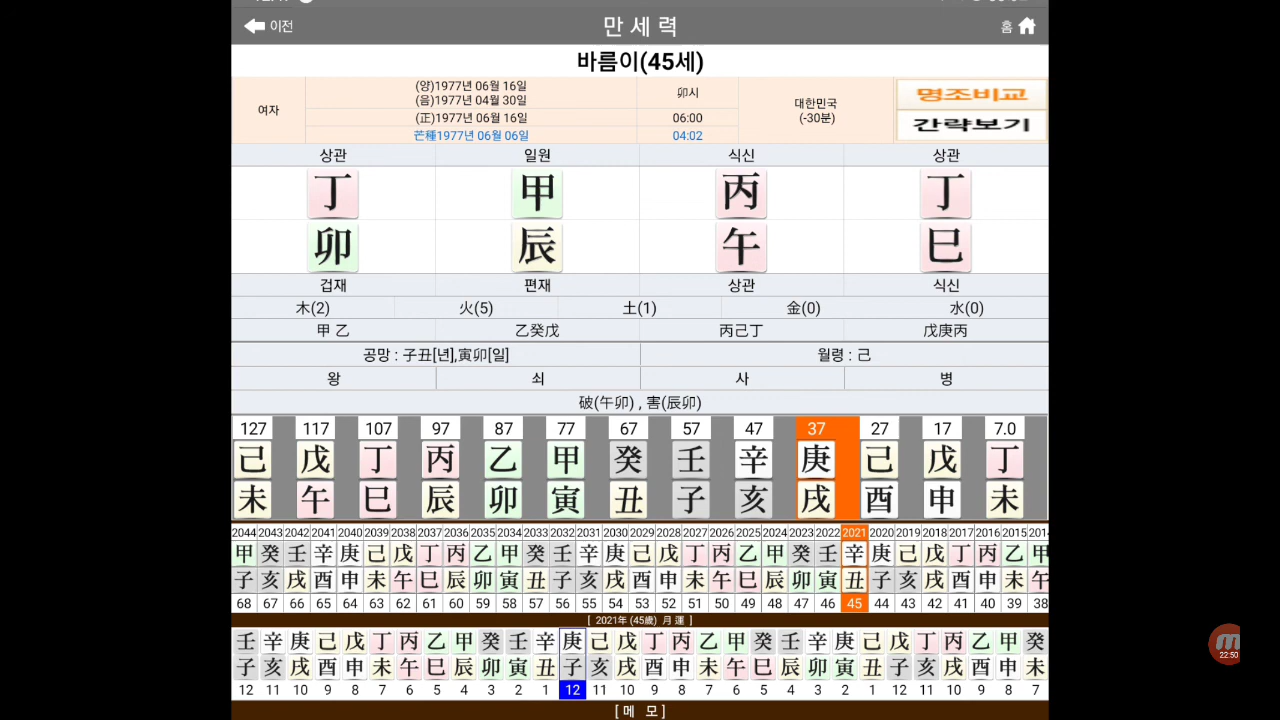 이전
만 세 력
홈
바름이(45세)
여자
(양)1977년 06월 16일
(음)1977년 04월 30일
卯시
(正)1977년 06월 16일
06:00
芒種1977년 06월 06일
04:02
대한민국
(-30분)
명조비교
간략보기
상관 일원 식신 상관
丁 甲 丙 丁
卯 辰 午 巳
겁재 편재 상관 식신
木(2) 火(5) 土(1) 金(0) 水(0)
甲 乙 乙癸戊 丙己丁 戊庚丙
공망 : 子丑[년],寅卯[일] 월령 : 己
왕 쇠 사 병
破(午卯) , 害(辰卯)
127 117 107 97 87 77 67 57 47 37 27 17 7.0
己 戊 丁 丙 乙 甲 癸 壬 辛 庚 己 戊 丁
未 午 巳 辰 卯 寅 丑 子 亥 戌 酉 申 未
2044 2043 2042 2041 2040 2039 2038 2037 2036 2035 2034 2033 2032 2031 2030 2029 2028 2027 2026 2025 2024 2023 2022 2021 2020 2019 2018 2017 2016 2015
甲 癸 壬 辛 庚 己 戊 丁 丙 乙 甲 癸 壬 辛 庚 己 戊 丁 丙 乙 甲 癸 壬 辛 庚 己 戊 丁 丙 乙 甲
子 亥 戌 酉 申 未 午 巳 辰 卯 寅 丑 子 亥 戌 酉 申 未 午 巳 辰 卯 寅 丑 子 亥 戌 酉 申 未 午
68 67 66 65 64 63 62 61 60 59 58 57 56 55 54 53 52 51 50 49 48 47 46 45 44 43 42 41 40 39 38
[ 2021年 (45歲) 月 運 ]
壬 辛 庚 己 戊 丁 丙 乙 甲 癸 壬 辛 庚 己 戊 丁 丙 乙 甲 癸 壬 辛 庚 己 戊 丁 丙 乙 甲 癸
子 亥 戌 酉 申 未 午 巳 辰 卯 寅 丑 子 亥 戌 酉 申 未 午 巳 辰 卯 寅 丑 子 亥 戌 酉 申 未
12 11 10 9 8 7 6 5 4 3 2 1 12 11 10 9 8 7 6 5 4 3 2 1 12 11 10 9 8 7
[ 메 모 ]
22:50